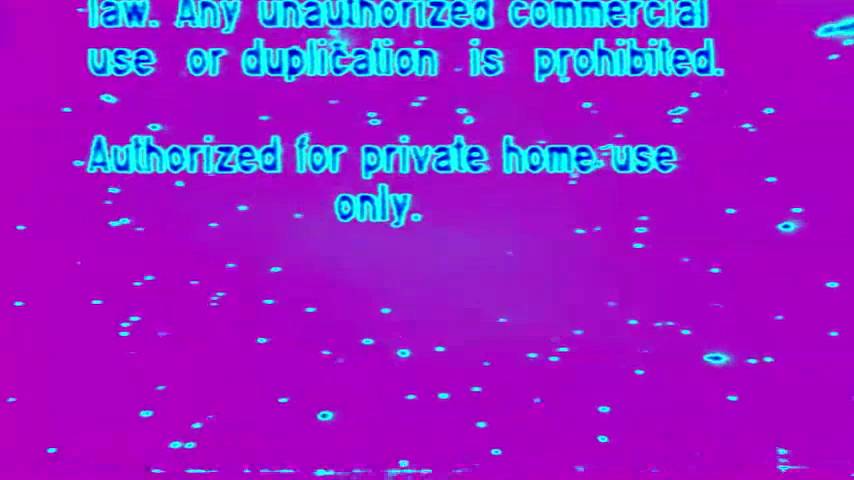 law. Any unauthorized commercial
use or duplication is prohibited.
Authorized for private home use
only.